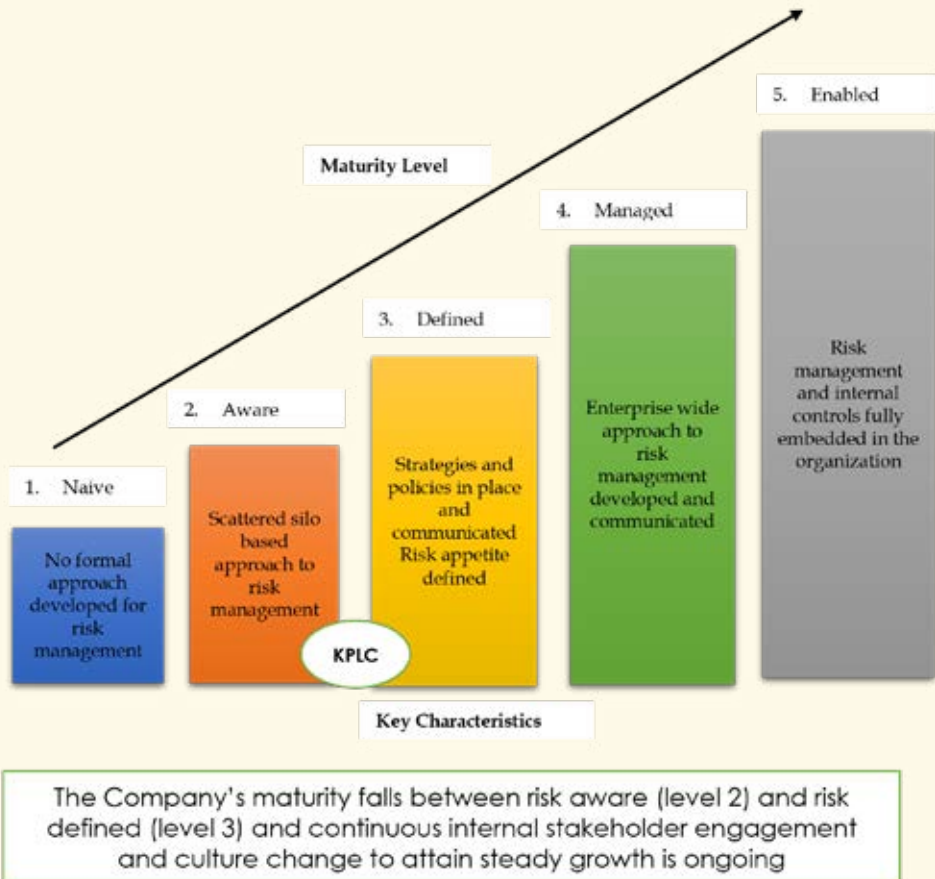 Maturity Level
1. Naive
No formal
approach
developed for
risk
management
2. Aware
Scattered silo
based
approach to
risk
management
3. Defined
Strategies and
policies in place
and
communicated
Risk appetite
defined
4. Managed
Enterprise wide
approach to
risk
management
developed and
communicated
5. Enabled
Risk
management
and internal
controls fully
embedded in the
organization
KPLC
Key Characteristics
The Company's maturity falls between risk aware (level 2) and risk
defined (level 3) and continuous internal stakeholder engagement
and culture change to attain steady growth is ongoing